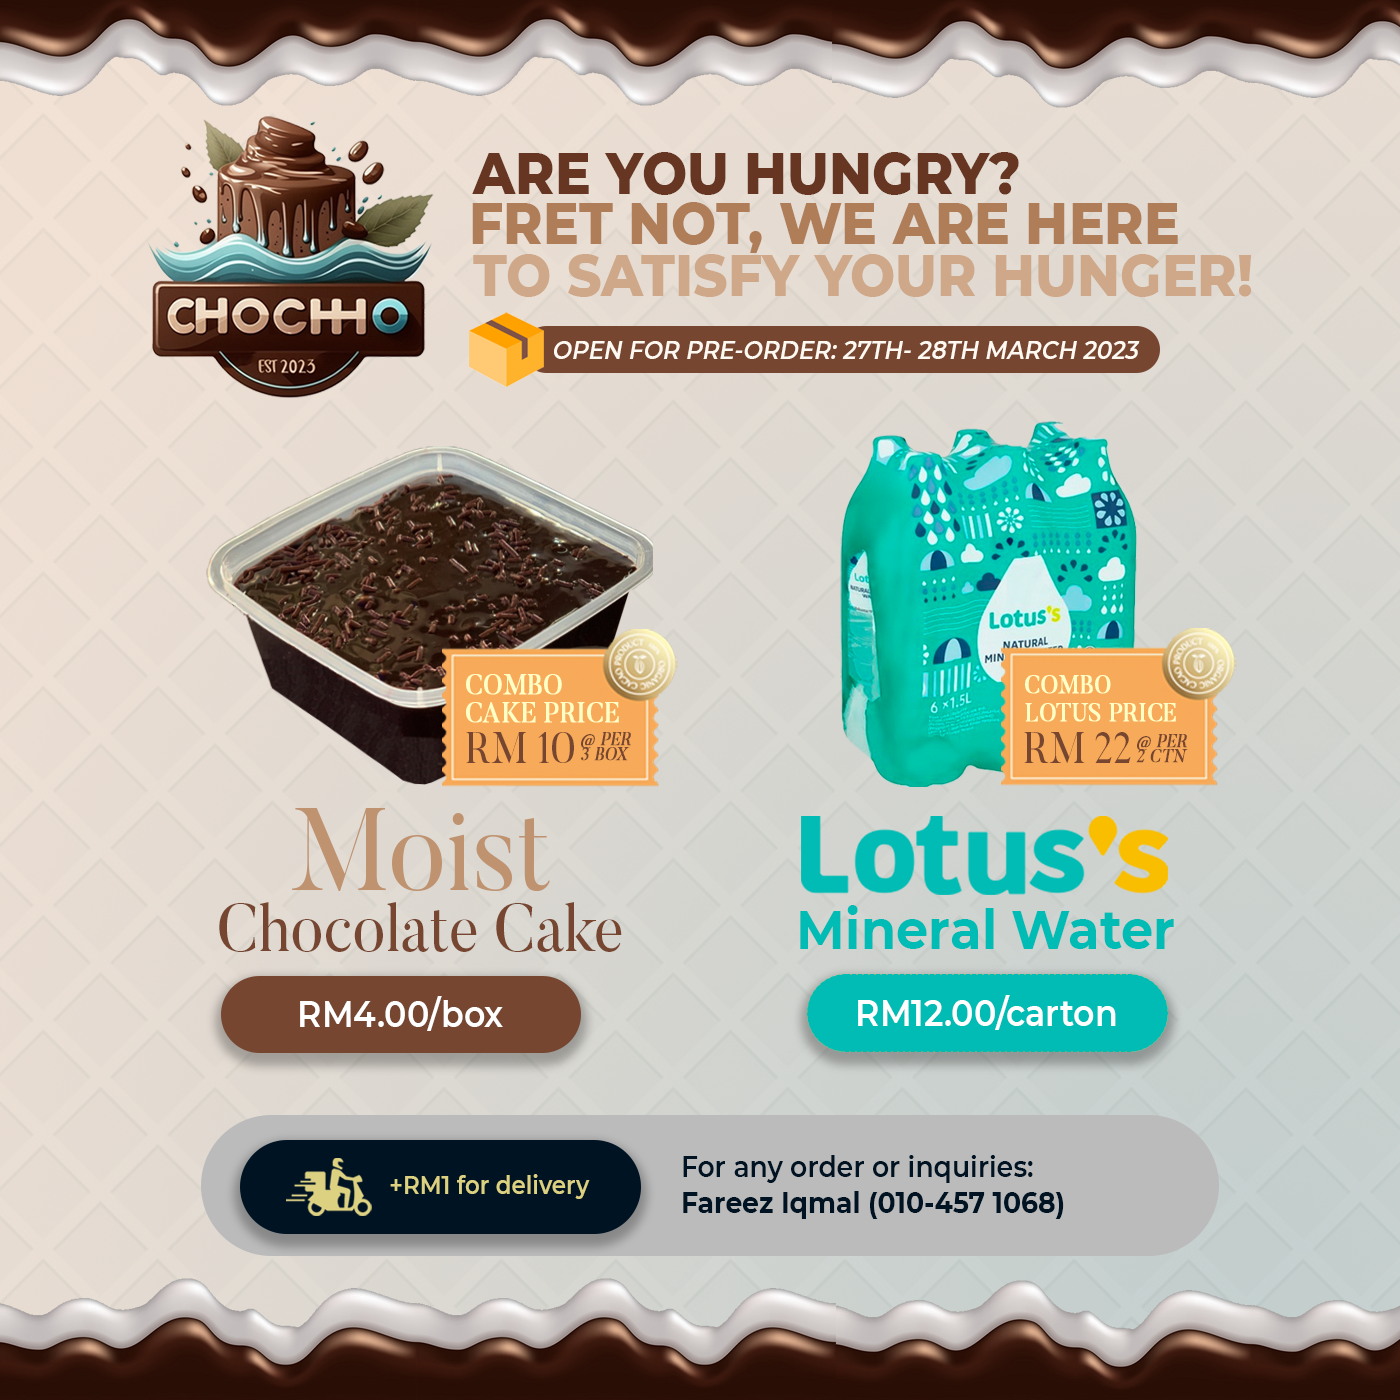 ARE YOU HUNGRY?
FRET NOT, WE ARE HERE
TO SATISFY YOUR HUNGER!
CHOCHHO
EST 2023
OPEN FOR PRE-ORDER: 27TH- 28TH MARCH 2023
COMBO
CAKE PRICE
RM 10 @ PER
3 BOX
Lotus's
NATURAL
6 x1.5L
COMBO
LOTUS PRICE
RM 22 @ PER
2 CTN
Moist
Chocolate Cake
RM4.00/box
Lotus's
Mineral Water
RM12.00/carton
+RM1 for delivery
For any order or inquiries:
Fareez Iqmal (010-457 1068)